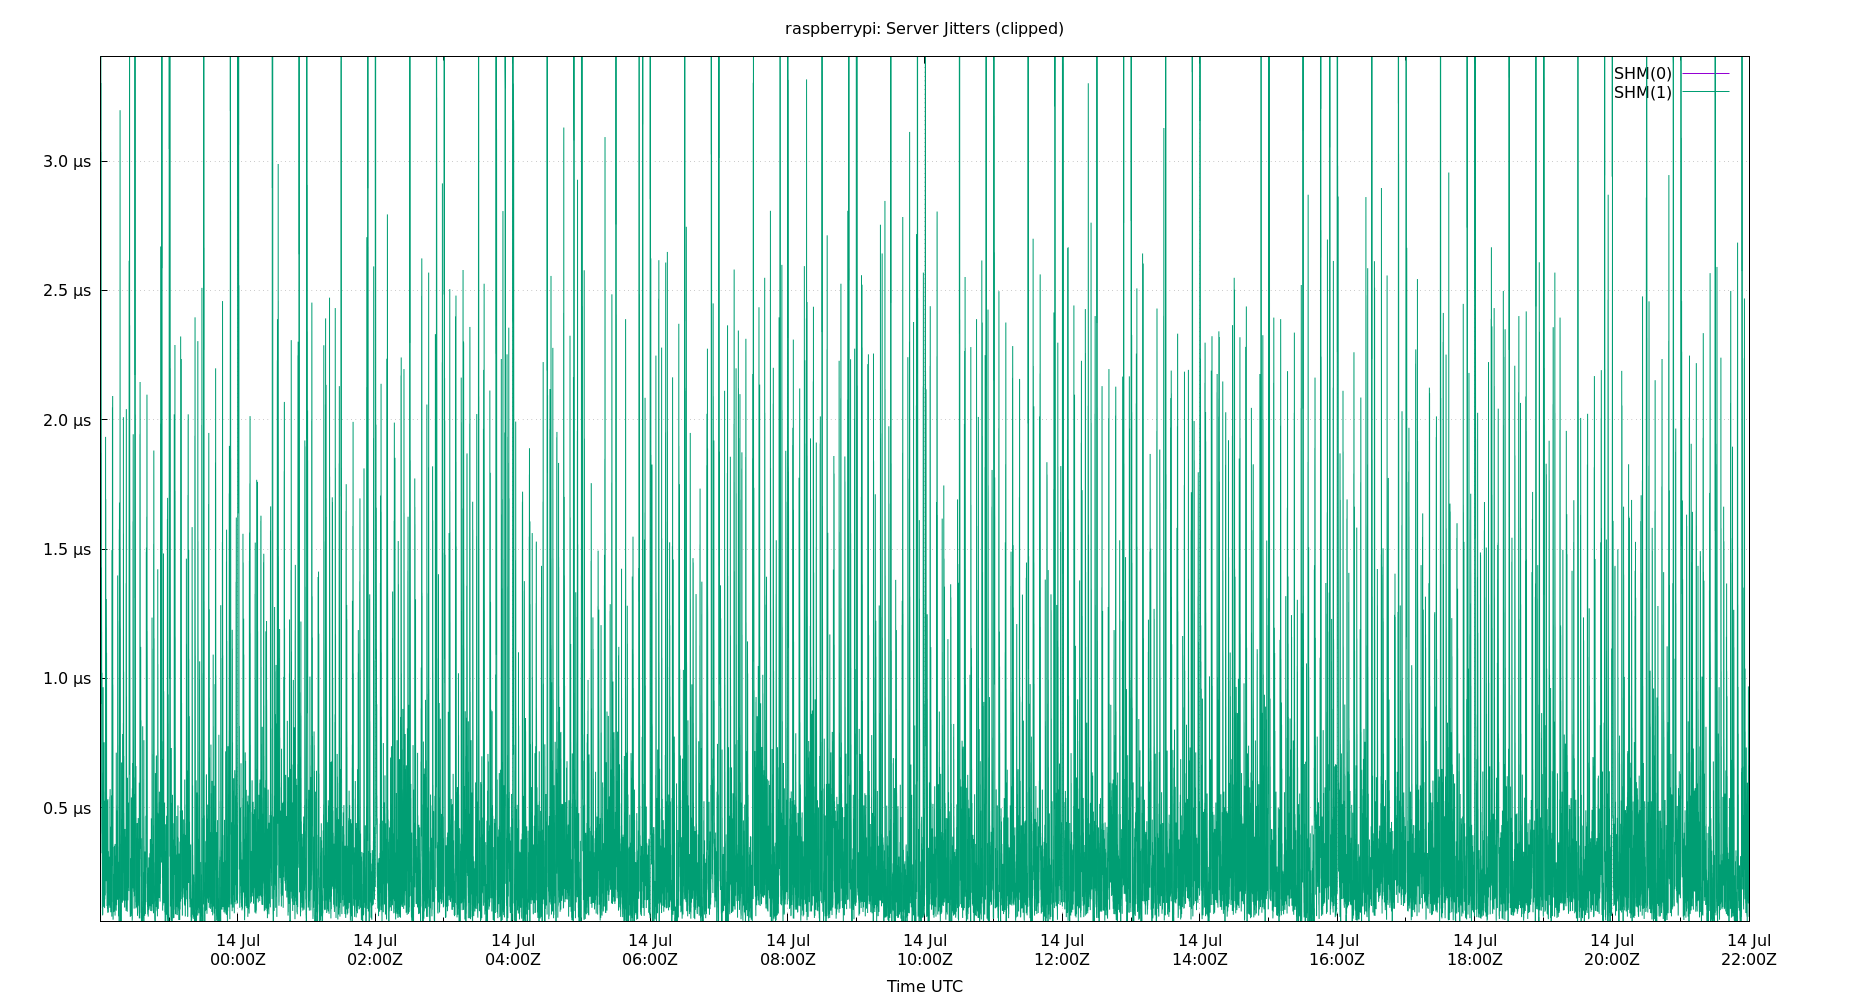 raspberrypi: Server Jitters (clipped)
SHM(0)
SHM(1)
3.0 µs
2.5 µs
2.0 µs
1.5 µs
1.0 µs
0.5 µs
14 Jul 14 Jul 14 Jul 14 Jul 14 Jul 14 Jul 14 Jul 14 Jul 14 Jul 14 Jul 14 Jul 14 Jul
00:00Z 02:00Z 04:00Z 06:00Z 08:00Z 10:00Z 12:00Z 14:00Z 16:00Z 18:00Z 20:00Z 22:00Z
Time UTC